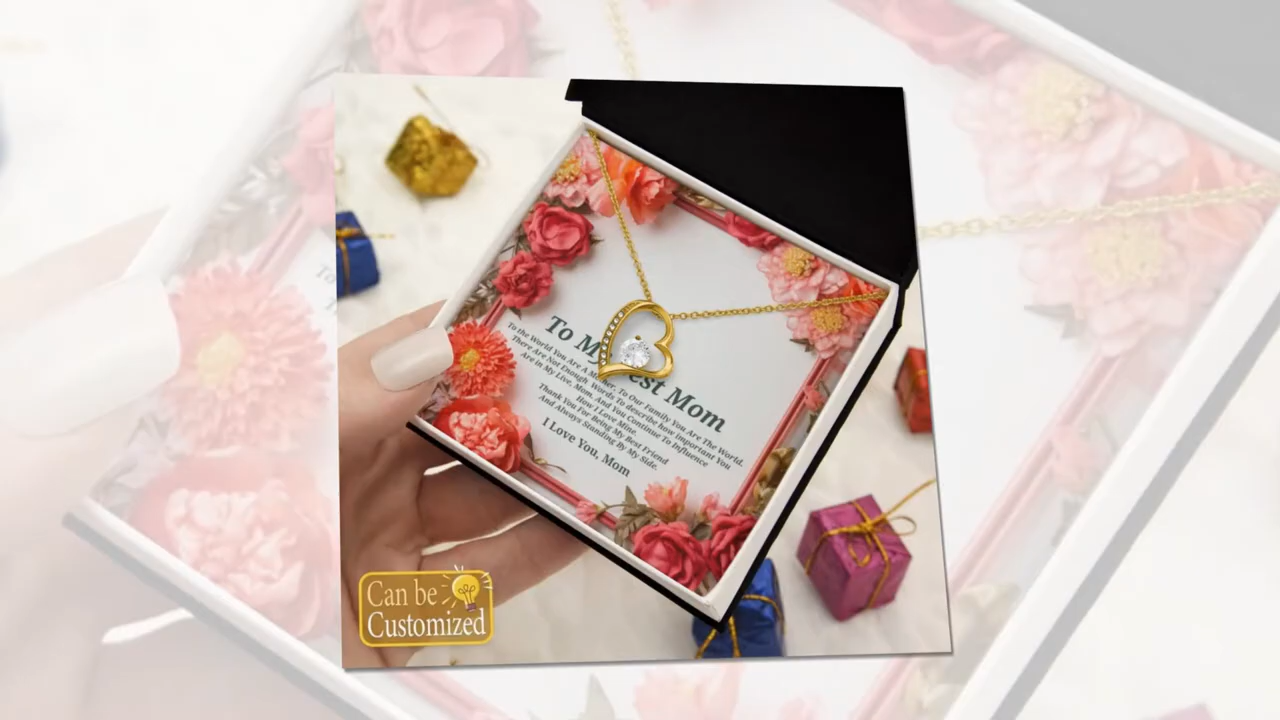 To My Best Mom
To the World You Are A Mother, To Our Family You Are The World.
There Are Not Enough Words To describe how important You
Are in My Live, Mom. And You Continue To Influence
How I Love Mine.
Thank You For Being My Best Friend
And Always Standing By My Side.
I Love You, Mom
Can be
Customized